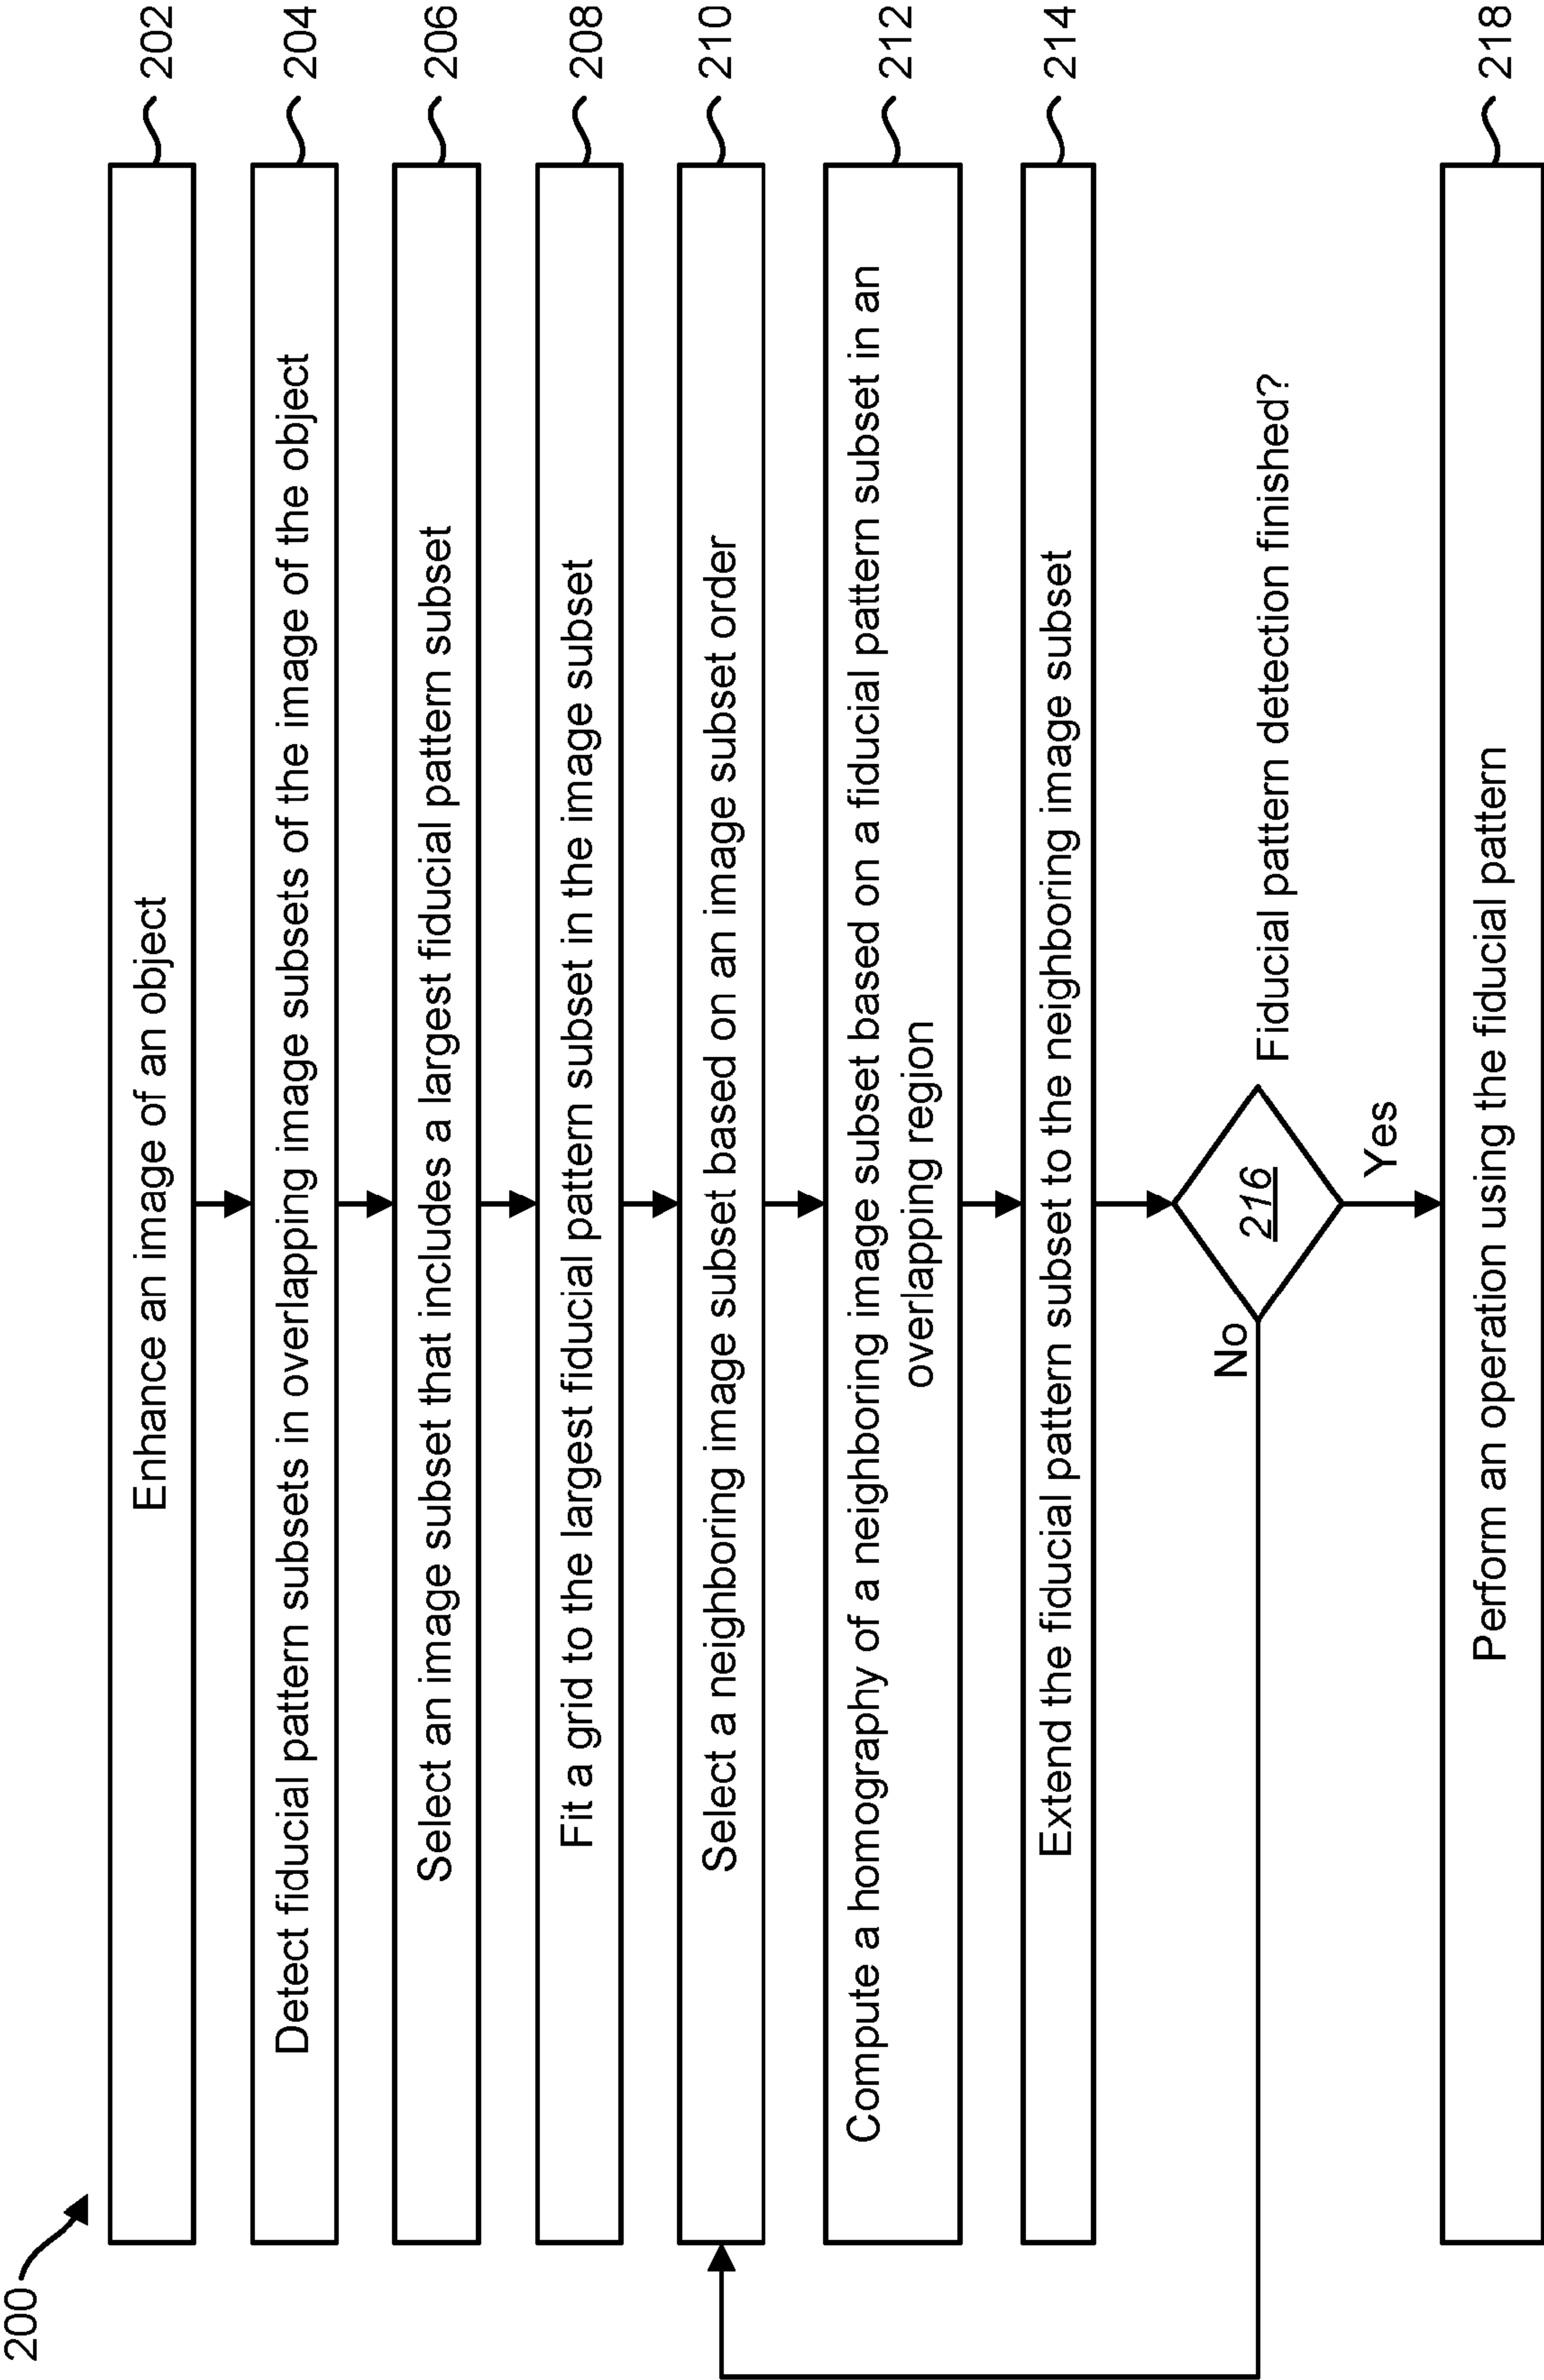 200
Enhance an image of an object
202
Detect fiducial pattern subsets in overlapping image subsets of the image of the object
204
Select an image subset that includes a largest fiducial pattern subset
206
Fit a grid to the largest fiducial pattern subset in the image subset
208
Select a neighboring image subset based on an image subset order
210
Compute a homography of a neighboring image subset based on a fiducial pattern subset in an
overlapping region
212
Extend the fiducial pattern subset to the neighboring image subset
214
No
216
Fiducial pattern detection finished?
Yes
Perform an operation using the fiducial pattern
218